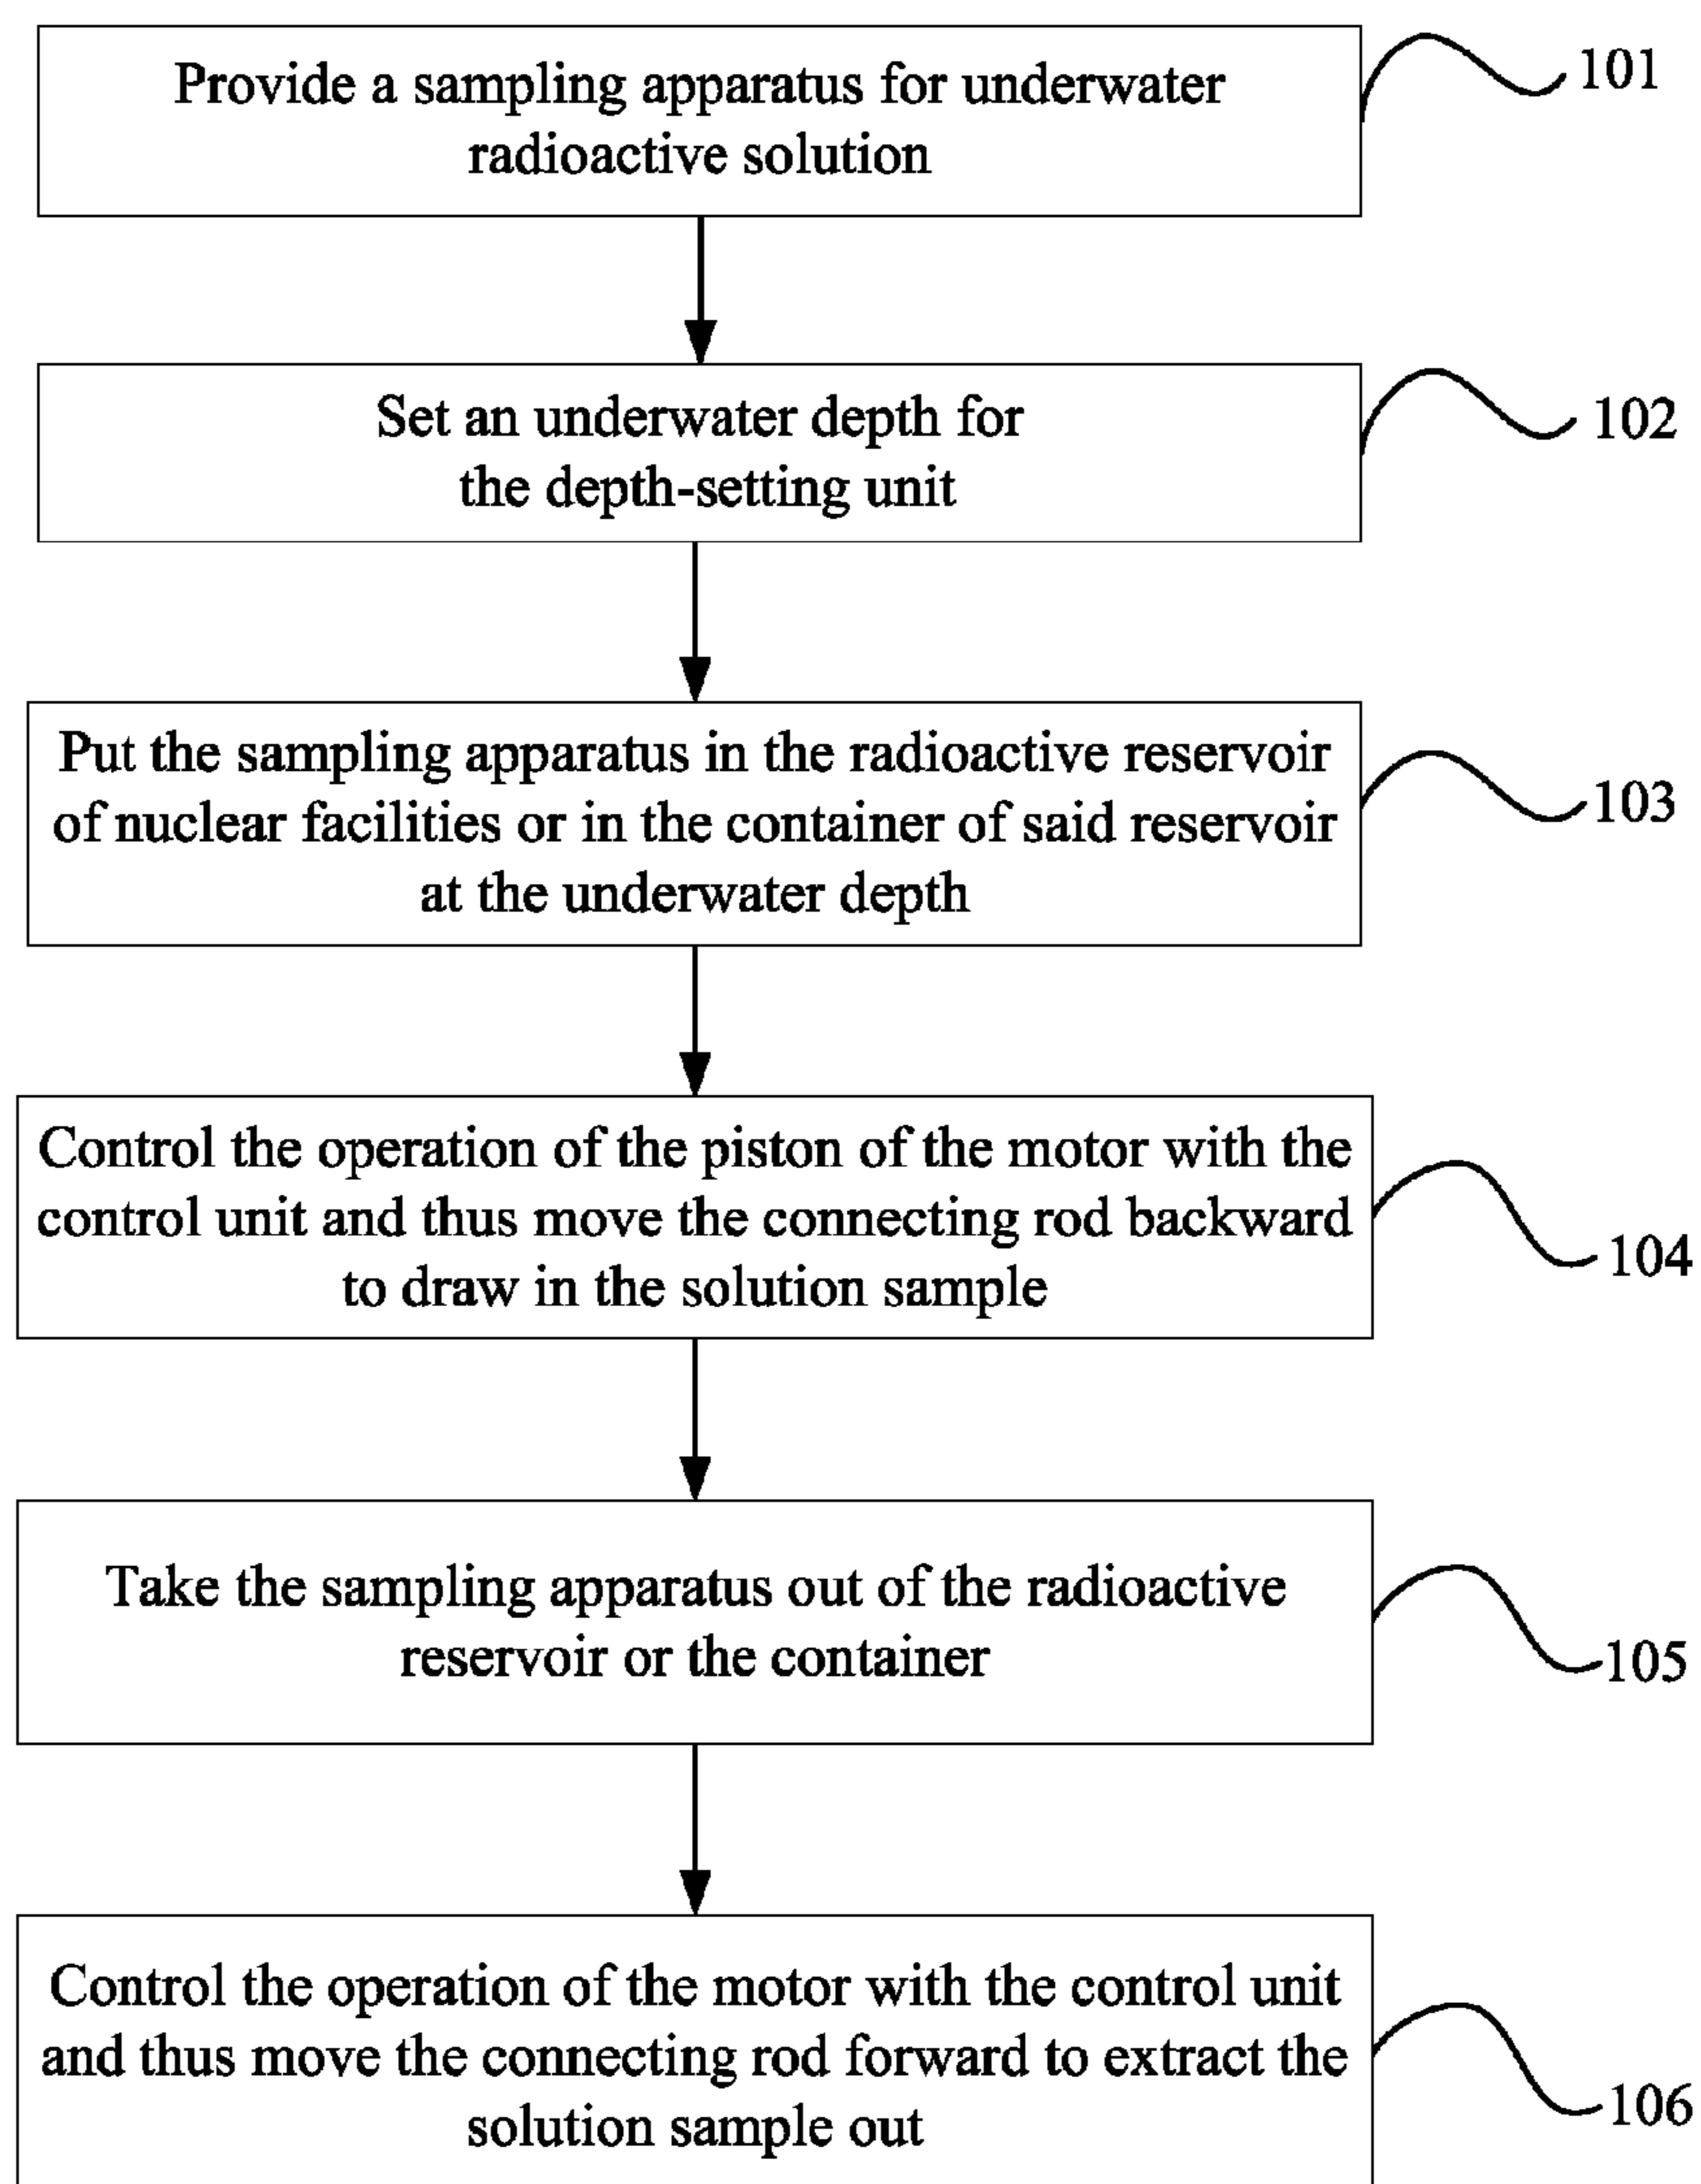 Provide a sampling apparatus for underwater
radioactive solution
101
Set an underwater depth for
the depth-setting unit
102
Put the sampling apparatus in the radioactive reservoir
of nuclear facilities or in the container of said reservoir
at the underwater depth
103
Control the operation of the piston of the motor with the
control unit and thus move the connecting rod backward
to draw in the solution sample
104
Take the sampling apparatus out of the radioactive
reservoir or the container
105
Control the operation of the motor with the control unit
and thus move the connecting rod forward to extract the
solution sample out
106